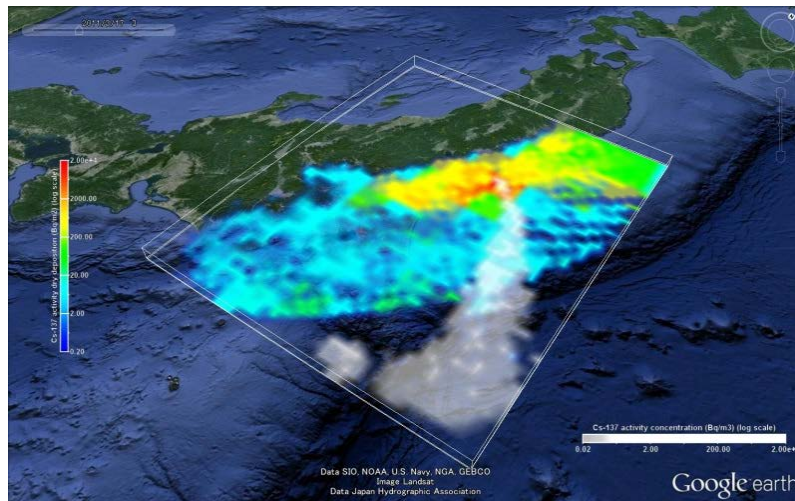 Cs-137 activity dry deposition (Bq/m2) (log scale)
2.00e+4
2000.00
200.00
20.00
2.00
0.20
Cs-137 activity concentration (Bq/m3) (log scale)
0.02 2.00 200.00
Data SIO, NOAA, U.S. Navy, NGA, GEBCO
Image Landsat
Data Japan Hydrographic Association
Google earth